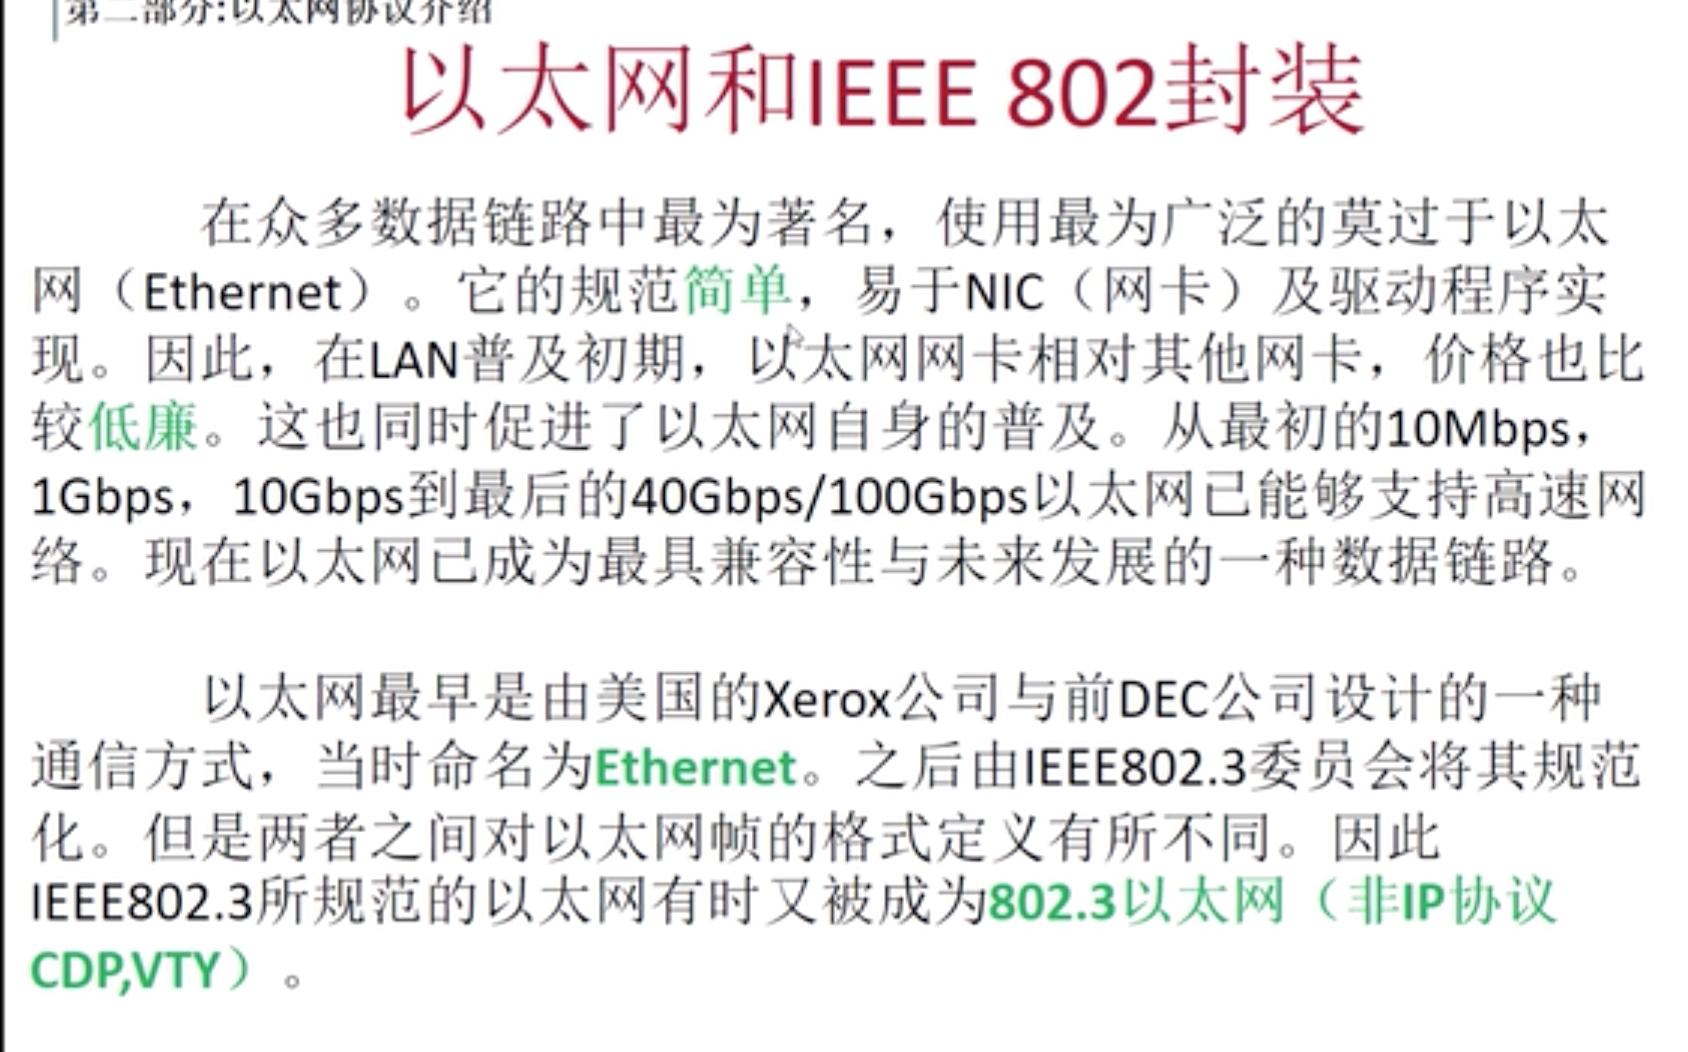 第二部分:以太网协议介绍
以太网和IEEE 802封装
在众多数据链路中最为著名，使用最为广泛的莫过于以太
网（Ethernet）。它的规范简单，易于NIC（网卡）及驱动程序实
现。因此，在LAN普及初期，以太网网卡相对其他网卡，价格也比
较低廉。这也同时促进了以太网自身的普及。从最初的10Mbps，
1Gbps，10Gbps到最后的40Gbps/100Gbps以太网已能够支持高速网
络。现在以太网已成为最具兼容性与未来发展的一种数据链路。
以太网最早是由美国的Xerox公司与前DEC公司设计的一种
通信方式，当时命名为Ethernet。之后由IEEE802.3委员会将其规范
化。但是两者之间对以太网帧的格式定义有所不同。因此
IEEE802.3所规范的以太网有时又被成为802.3以太网（非IP协议
CDP,VTY）。